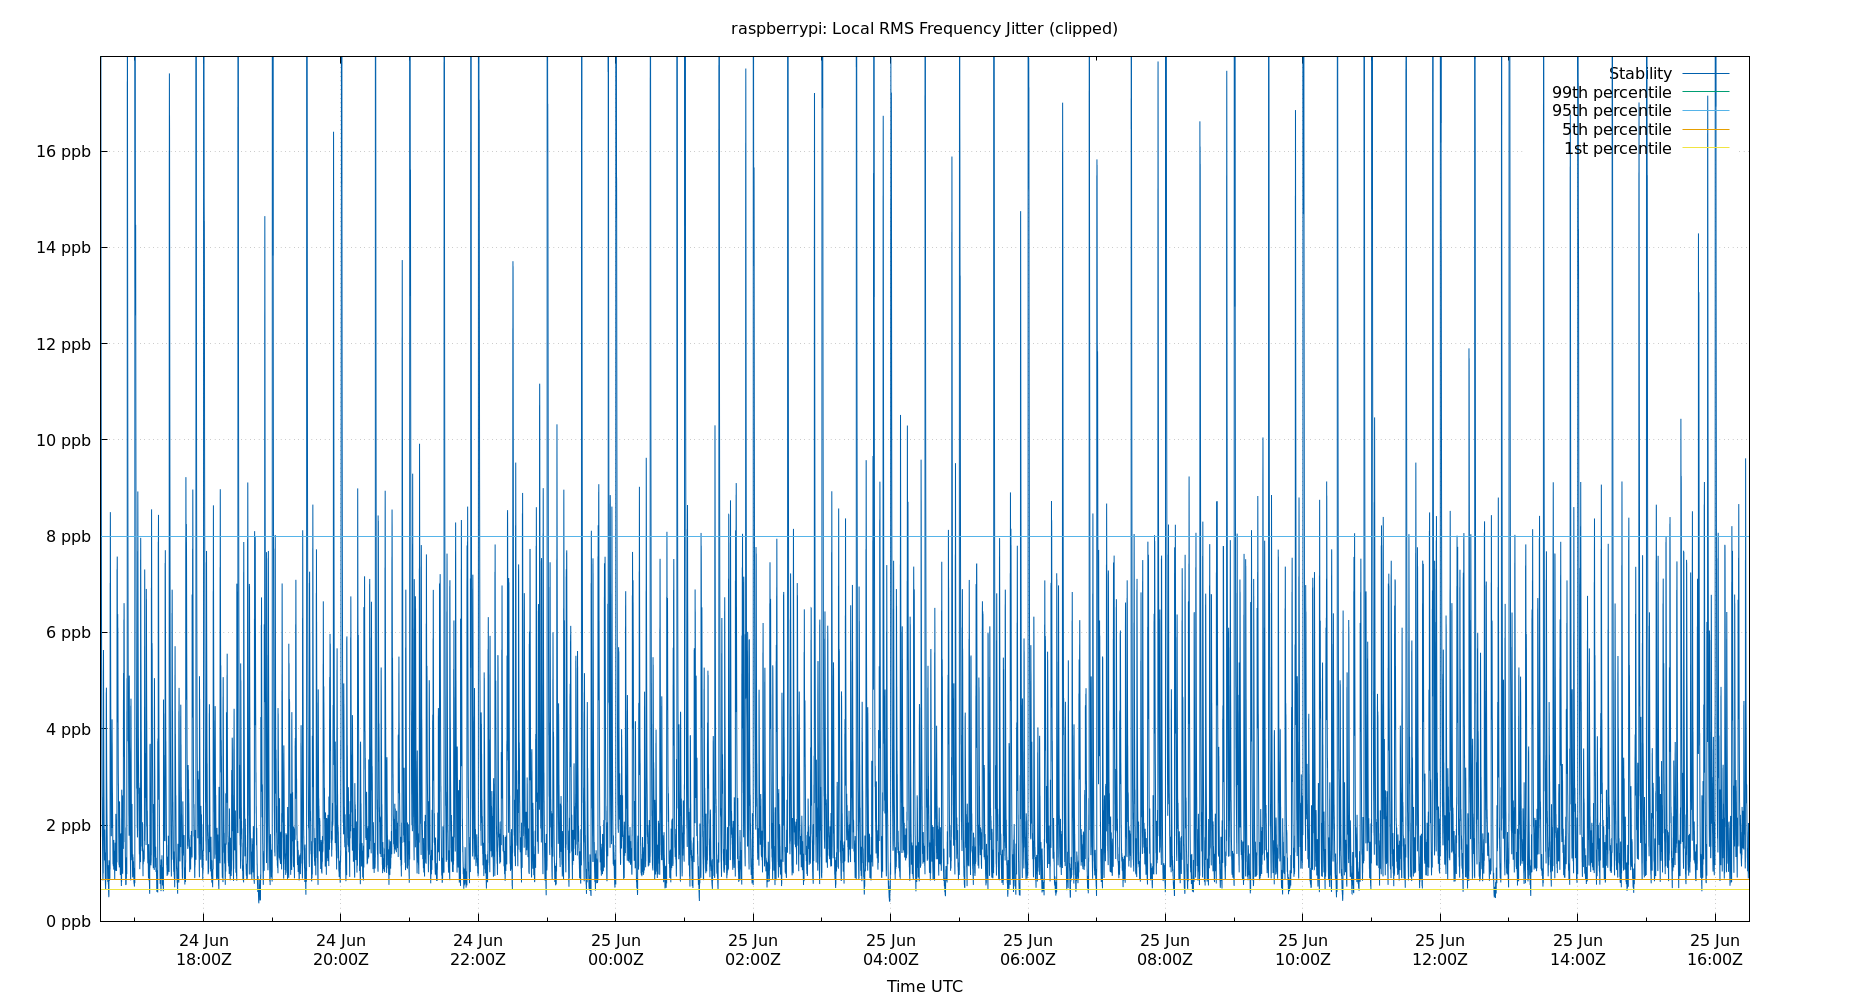 raspberrypi: Local RMS Frequency Jitter (clipped)
Stability
99th percentile
95th percentile
5th percentile
1st percentile
16 ppb
14 ppb
12 ppb
10 ppb
8 ppb
6 ppb
4 ppb
2 ppb
0 ppb
24 Jun 24 Jun 24 Jun 25 Jun 25 Jun 25 Jun 25 Jun 25 Jun 25 Jun 25 Jun 25 Jun 25 Jun
18:00Z 20:00Z 22:00Z 00:00Z 02:00Z 04:00Z 06:00Z 08:00Z 10:00Z 12:00Z 14:00Z 16:00Z
Time UTC